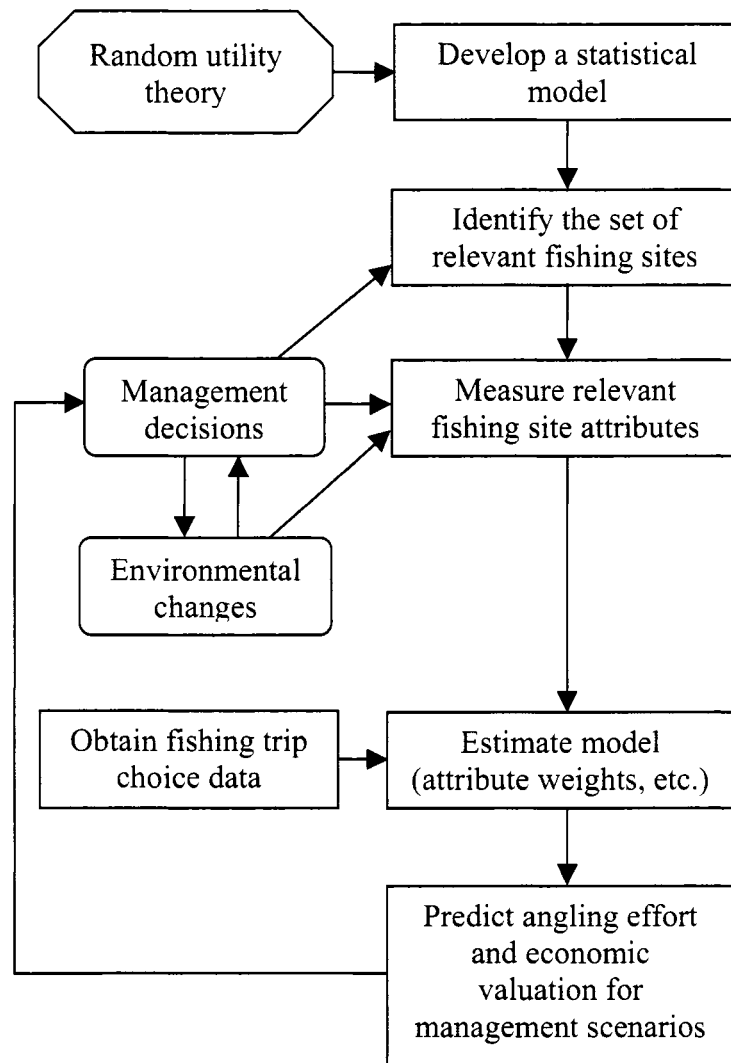 Random utility
theory
Develop a statistical
model
Identify the set of
relevant fishing sites
Management
decisions
Measure relevant
fishing site attributes
Environmental
changes
Obtain fishing trip
choice data
Estimate model
(attribute weights, etc.)
Predict angling effort
and economic
valuation for
management scenarios